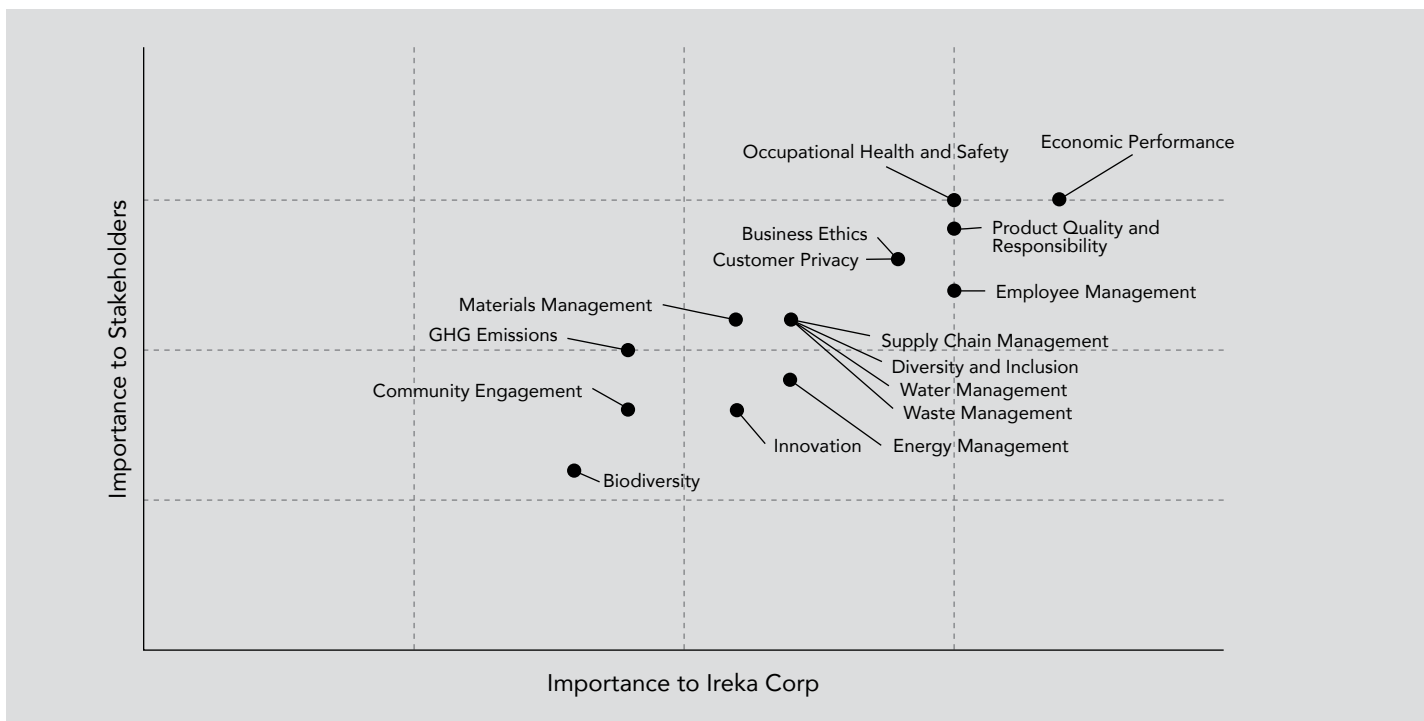 Economic Performance
Occupational Health and Safety
Product Quality and
Responsibility
Business Ethics
Customer Privacy
Employee Management
Materials Management
GHG Emissions
Supply Chain Management
Diversity and Inclusion
Water Management
Waste Management
Community Engagement
Innovation
Energy Management
Biodiversity
Importance to Stakeholders
Importance to Ireka Corp